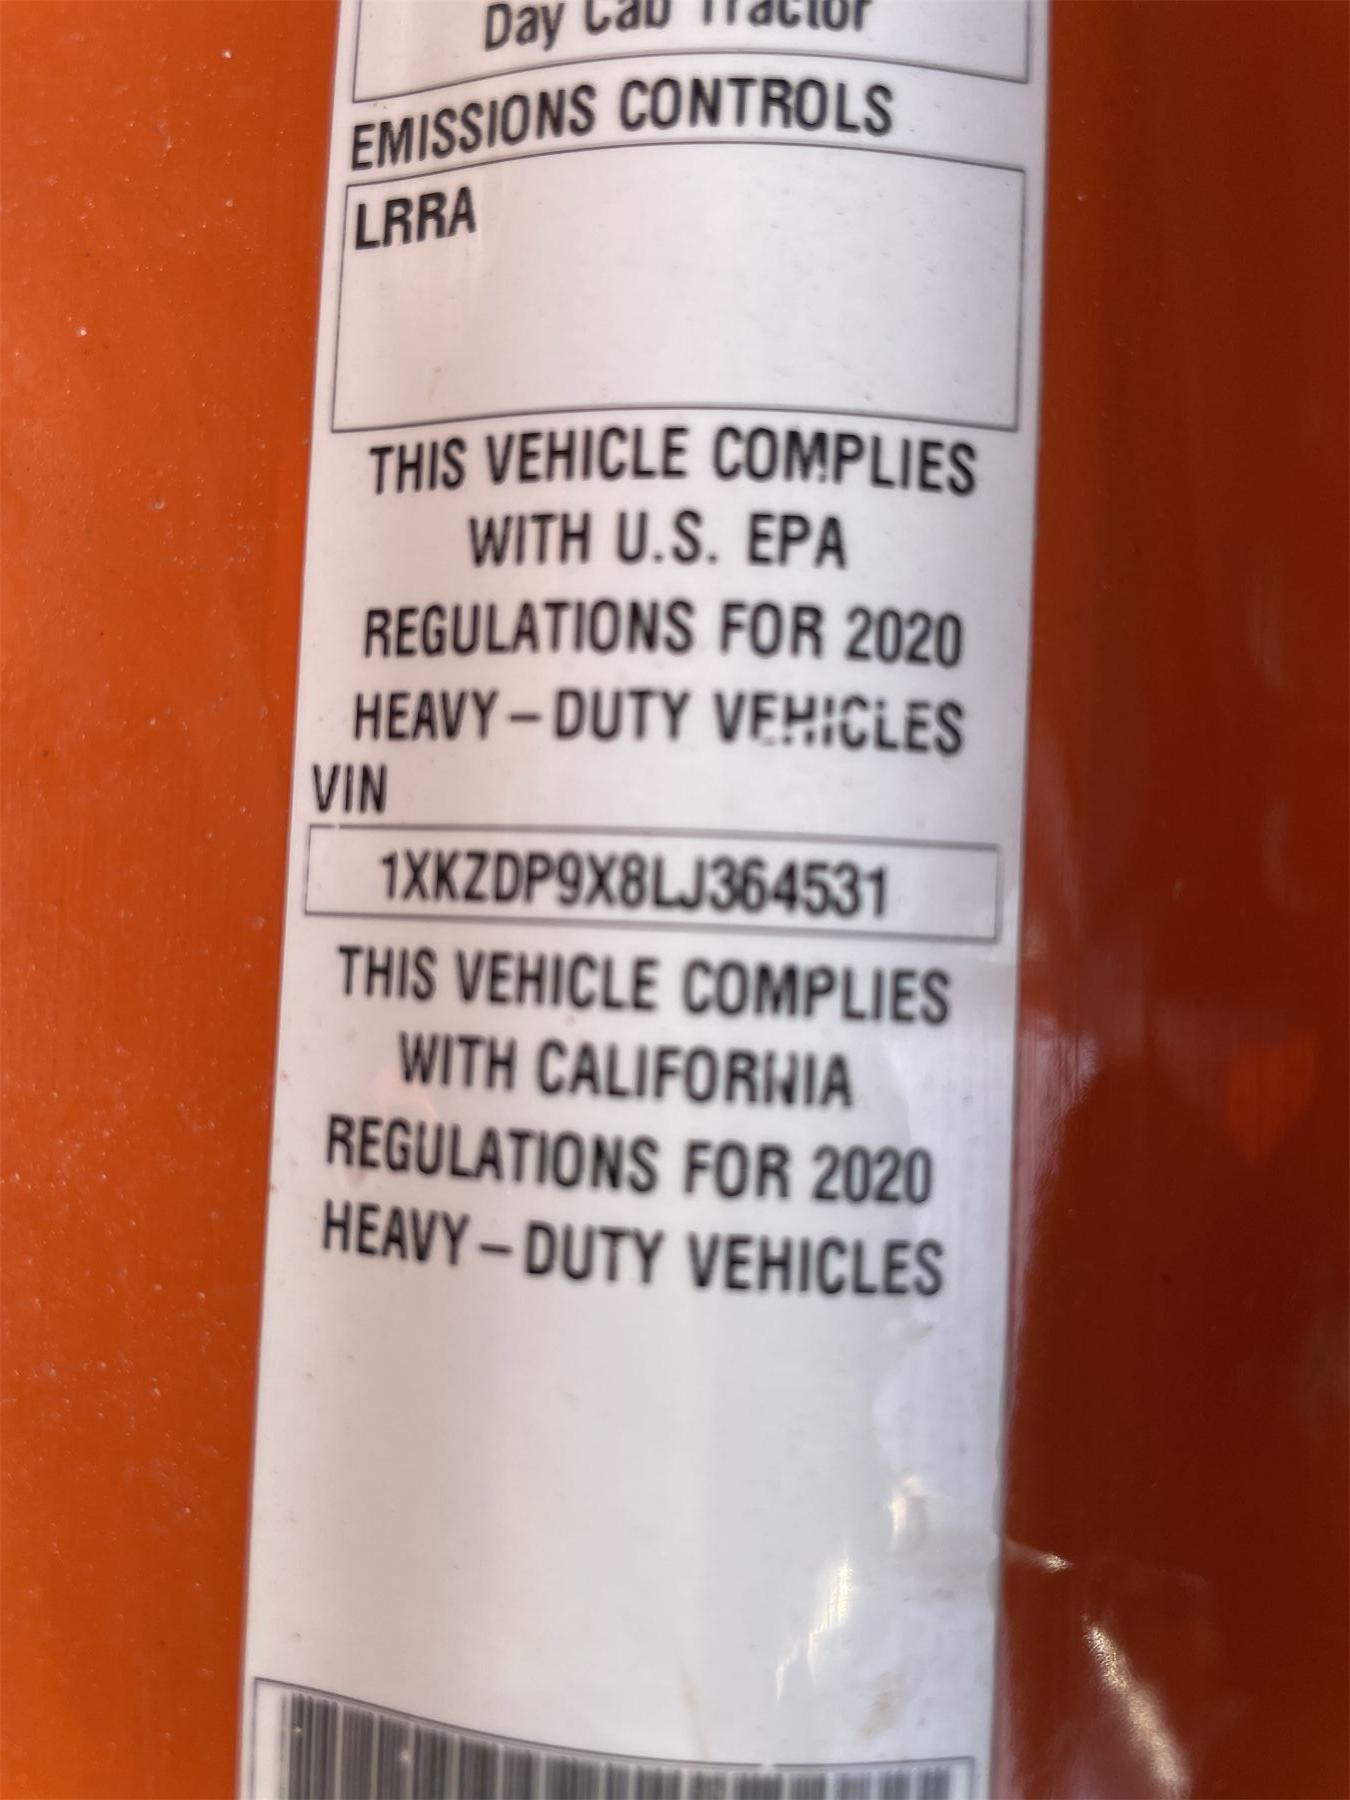 Day Cab Tractor
EMISSIONS CONTROLS
LRRA
THIS VEHICLE COMPLIES
WITH U.S. EPA
REGULATIONS FOR 2020
HEAVY – DUTY VEHICLES
VIN
1XKZDP9X8LJ364531
THIS VEHICLE COMPLIES
WITH CALIFORNIA
REGULATIONS FOR 2020
HEAVY – DUTY VEHICLES